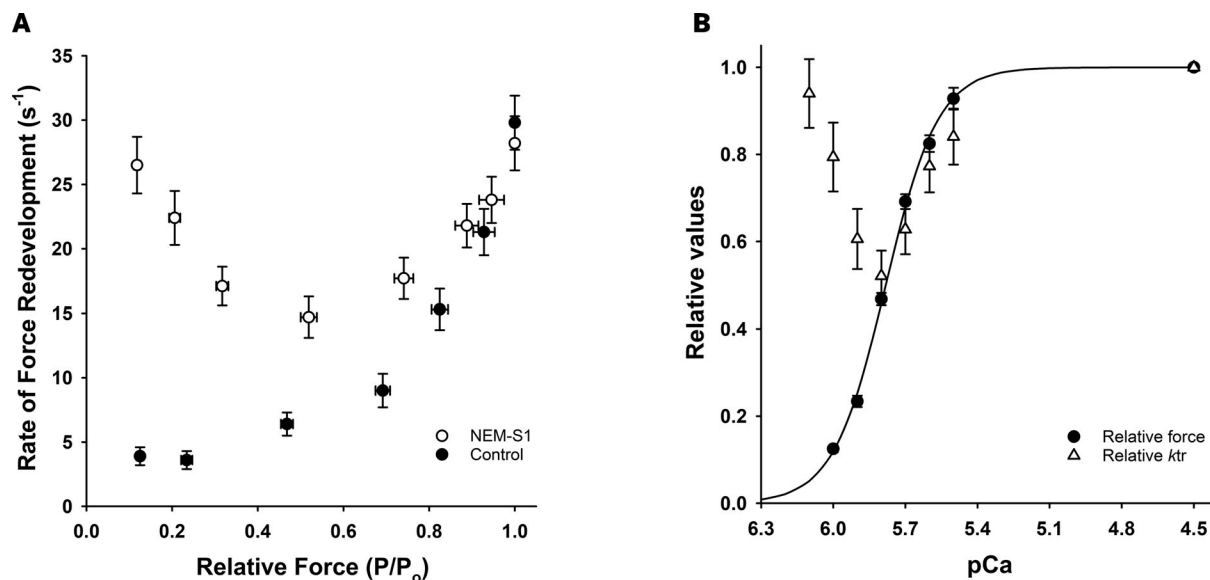 A
35
30
25
20
15
10
5
0
0.0 0.2 0.4 0.6 0.8 1.0
Rate of Force Redevelopment (s⁻¹)
Relative Force (P/Pₒ)
NEM-S1
Control
B
1.0
0.8
0.6
0.4
0.2
0.0
6.3 6.0 5.7 5.4 5.1 4.8 4.5
Relative values
pCa
Relative force
Relative ktr